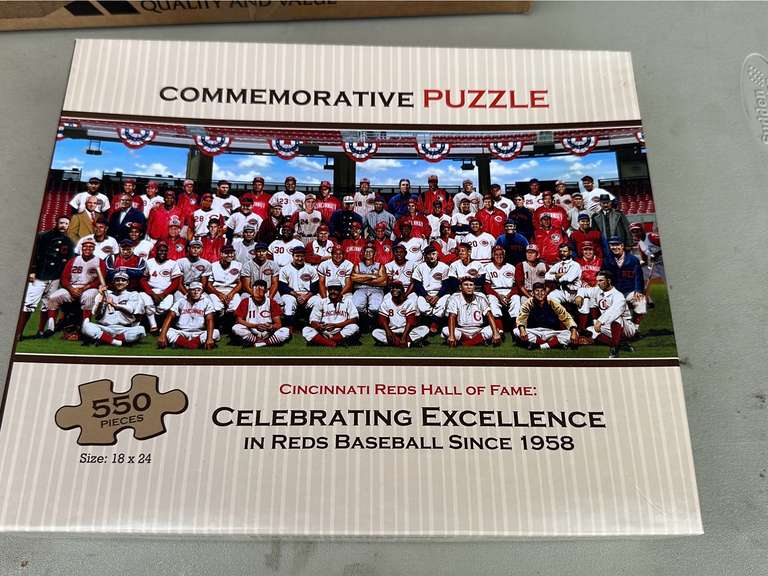 QUALITY AND VALUE
COMMEMORATIVE PUZZLE
550
PIECES
Size: 18 x 24
CINCINNATI REDS HALL OF FAME:
CELEBRATING EXCELLENCE
IN REDS BASEBALL SINCE 1958